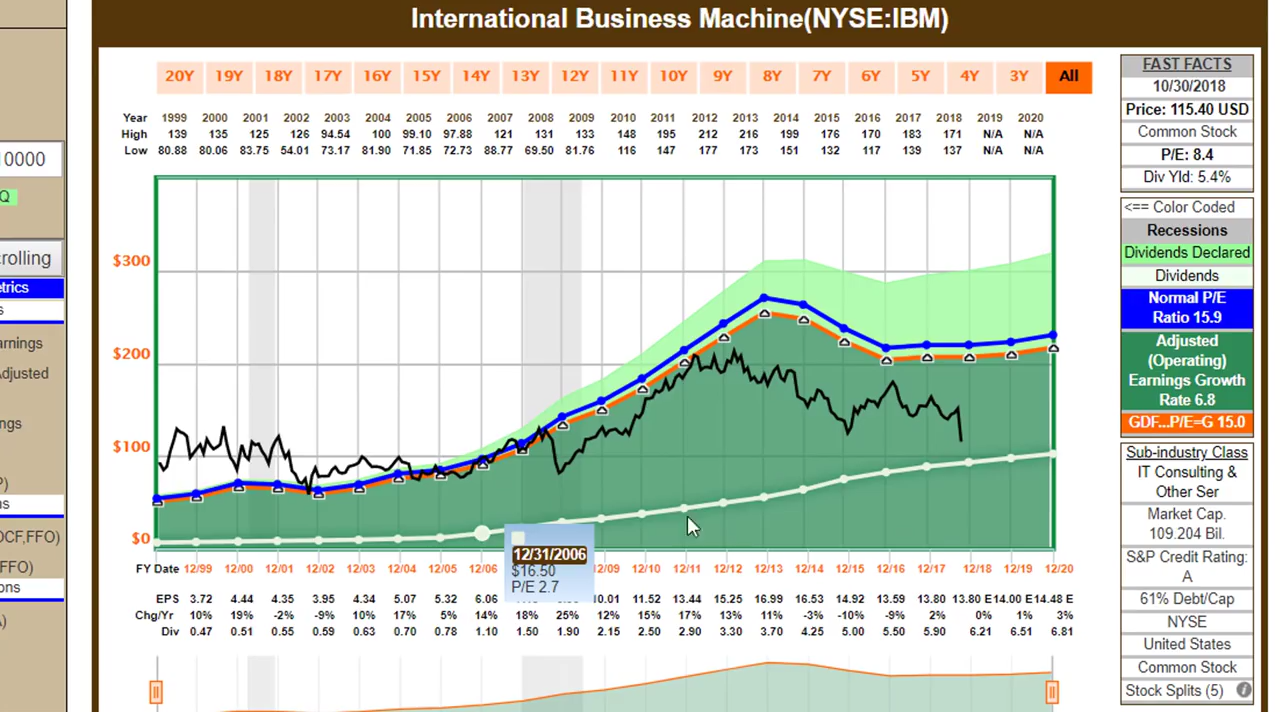 International Business Machine(NYSE:IBM)
20Y 19Y 18Y 17Y 16Y 15Y 14Y 13Y 12Y 11Y 10Y 9Y 8Y 7Y 6Y 5Y 4Y 3Y All
Year 1999 2000 2001 2002 2003 2004 2005 2006 2007 2008 2009 2010 2011 2012 2013 2014 2015 2016 2017 2018 2019 2020
High 139 135 125 126 94.54 100 99.10 97.88 121 131 133 148 195 212 216 199 176 170 183 171 N/A N/A
Low 80.88 80.06 83.75 54.01 73.17 81.90 71.85 72.73 88.77 69.50 81.76 116 147 177 173 151 132 117 139 137 N/A N/A
$300
$200
$100
$0
12/31/2006
$16.50
P/E 2.7
FY Date 12/99 12/00 12/01 12/02 12/03 12/04 12/05 12/06 12/07 12/08 12/09 12/10 12/11 12/12 12/13 12/14 12/15 12/16 12/17 12/18 12/19 12/20
EPS 3.72 4.44 4.35 3.95 4.34 5.07 5.32 6.06 10.01 11.52 13.44 15.25 16.99 16.53 14.92 13.59 13.80 13.80 E 14.00 E 14.48 E
Chg/Yr 10% 19% -2% -9% 10% 17% 5% 14% 18% 25% 12% 15% 17% 13% 11% -3% -10% -9% 2% 0% 1% 3%
Div 0.47 0.51 0.55 0.59 0.63 0.70 0.78 1.10 1.50 1.90 2.15 2.50 2.90 3.30 3.70 4.25 5.00 5.50 5.90 6.21 6.51 6.81
FAST FACTS
10/30/2018
Price: 115.40 USD
Common Stock
P/E: 8.4
Div Yld: 5.4%
<== Color Coded
Recessions
Dividends Declared
Dividends
Normal P/E
Ratio 15.9
Adjusted
(Operating)
Earnings Growth
Rate 6.8
GDF...P/E=G 15.0
Sub-industry Class
IT Consulting &
Other Ser
Market Cap.
109.204 Bil.
S&P Credit Rating:
A
61% Debt/Cap
NYSE
United States
Common Stock
Stock Splits (5)
0000
Q
rolling
etrics
s
arnings
Adjusted
ngs
P)
ns
OCF,FFO)
FFO)
ons